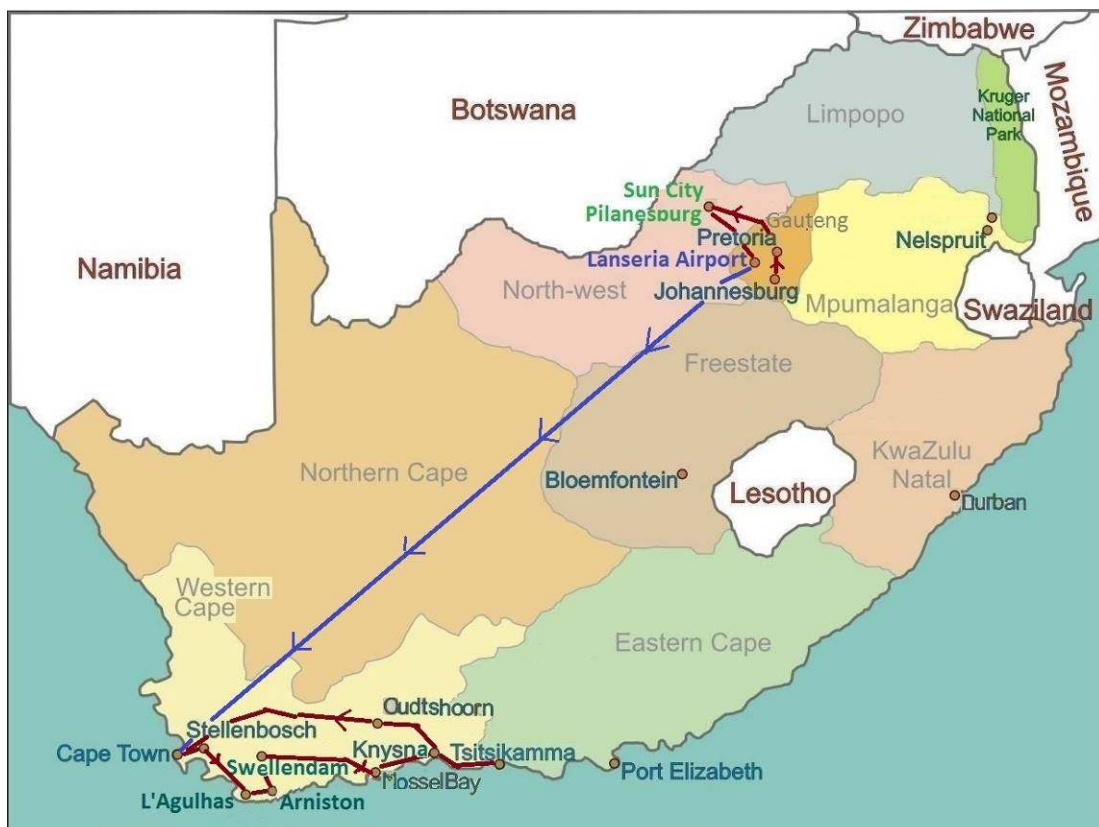 Zimbabwe
Mozambique
Botswana
Limpopo
Kruger
National
Park
Sun City
Pilanesburg
Gauteng
Pretoria
Nelspruit
Namibia
Lanseria Airport
North-west
Johannesburg
Mpumalanga
Swaziland
Freestate
Northern Cape
KwaZulu
Natal
Bloemfontein
Lesotho
Durban
Western
Cape
Eastern Cape
Oudtshoorn
Stellenbosch
Cape Town
Knysna
Tsitsikamma
Swellendam
Port Elizabeth
MosselBay
L'Agulhas
Arniston